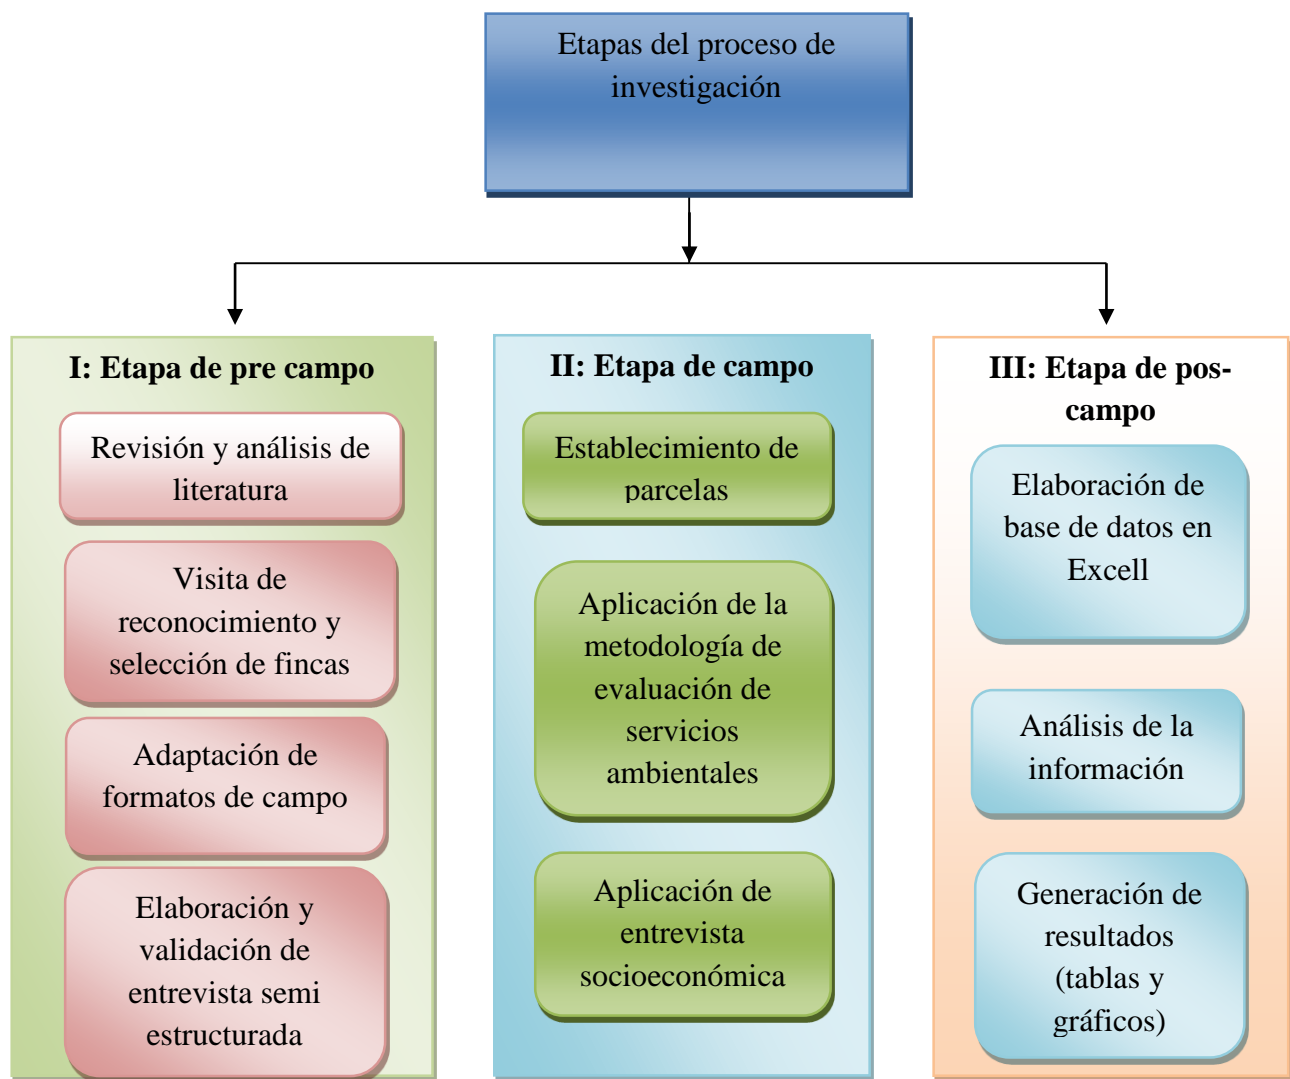 Etapas del proceso de
investigación
I: Etapa de pre campo
Revisión y análisis de
literatura
Visita de
reconocimiento y
selección de fincas
Adaptación de
formatos de campo
Elaboración y
validación de
entrevista semi
estructurada
II: Etapa de campo
Establecimiento de
parcelas
Aplicación de la
metodología de
evaluación de
servicios
ambientales
Aplicación de
entrevista
socioeconómica
III: Etapa de pos-
campo
Elaboración de
base de datos en
Excell
Análisis de la
información
Generación de
resultados
(tablas y
gráficos)